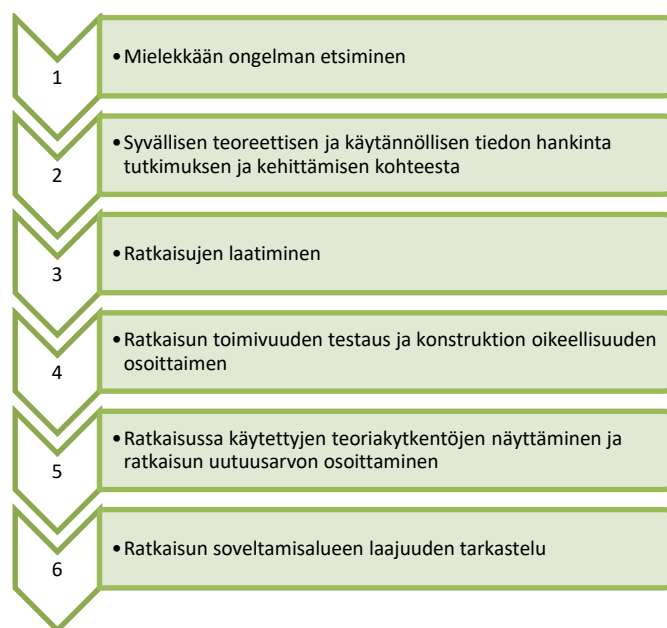 1
•Mielekkään ongelman etsiminen
2
•Syvällisen teoreettisen ja käytännöllisen tiedon hankinta
tutkimuksen ja kehittämisen kohteesta
3
•Ratkaisujen laatiminen
4
•Ratkaisun toimivuuden testaus ja konstruktion oikeellisuuden
osoittaimen
5
•Ratkaisussa käytettyjen teoriakytkentöjen näyttäminen ja
ratkaisun uutuusarvon osoittaminen
6
•Ratkaisun soveltamisalueen laajuuden tarkastelu